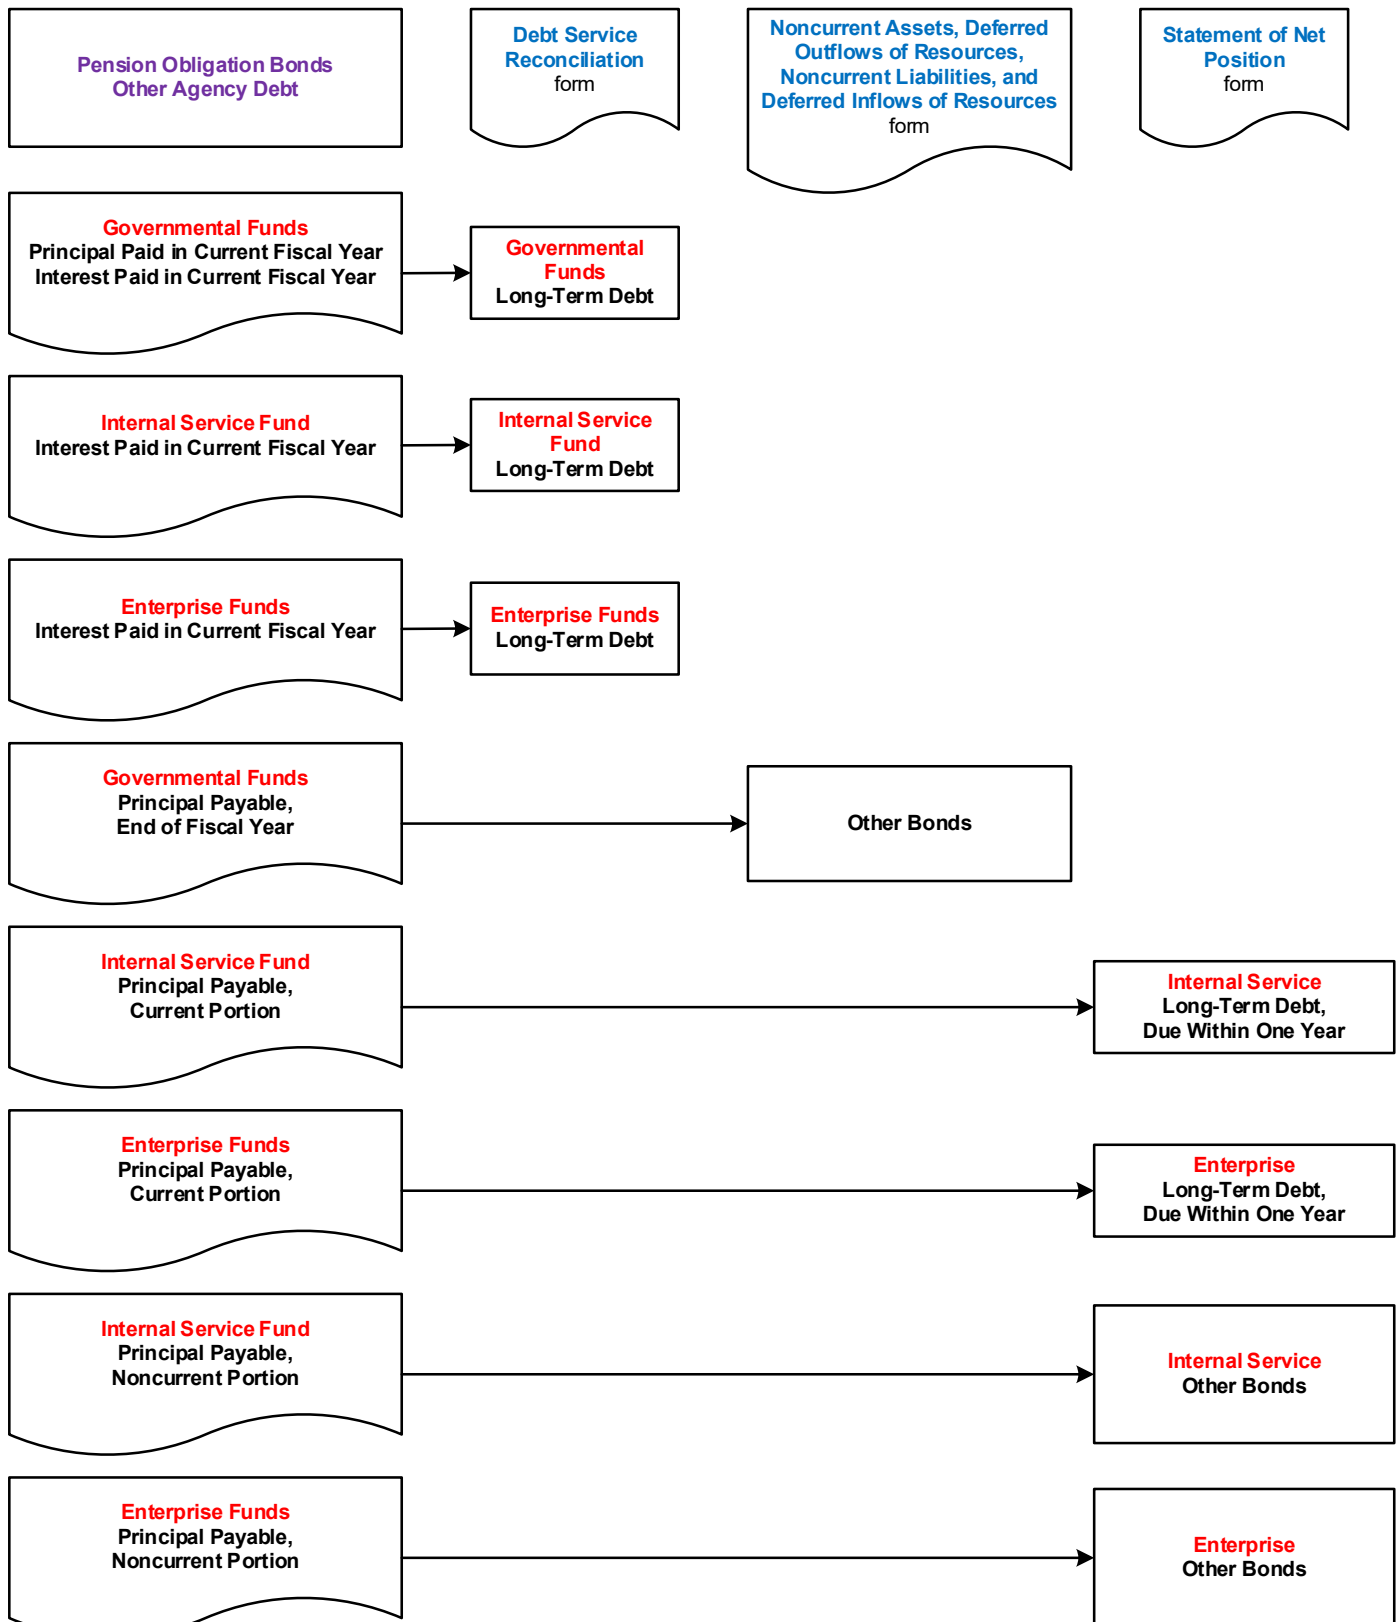 Pension Obligation Bonds
Other Agency Debt
Debt Service
Reconciliation
form
Noncurrent Assets, Deferred
Outflows of Resources,
Noncurrent Liabilities, and
Deferred Inflows of Resources
form
Statement of Net
Position
form
Governmental Funds
Principal Paid in Current Fiscal Year
Interest Paid in Current Fiscal Year
Governmental
Funds
Long-Term Debt
Internal Service Fund
Interest Paid in Current Fiscal Year
Internal Service
Fund
Long-Term Debt
Enterprise Funds
Interest Paid in Current Fiscal Year
Enterprise Funds
Long-Term Debt
Governmental Funds
Principal Payable,
End of Fiscal Year
Other Bonds
Internal Service Fund
Principal Payable,
Current Portion
Internal Service
Long-Term Debt,
Due Within One Year
Enterprise Funds
Principal Payable,
Current Portion
Enterprise
Long-Term Debt,
Due Within One Year
Internal Service Fund
Principal Payable,
Noncurrent Portion
Internal Service
Other Bonds
Enterprise Funds
Principal Payable,
Noncurrent Portion
Enterprise
Other Bonds